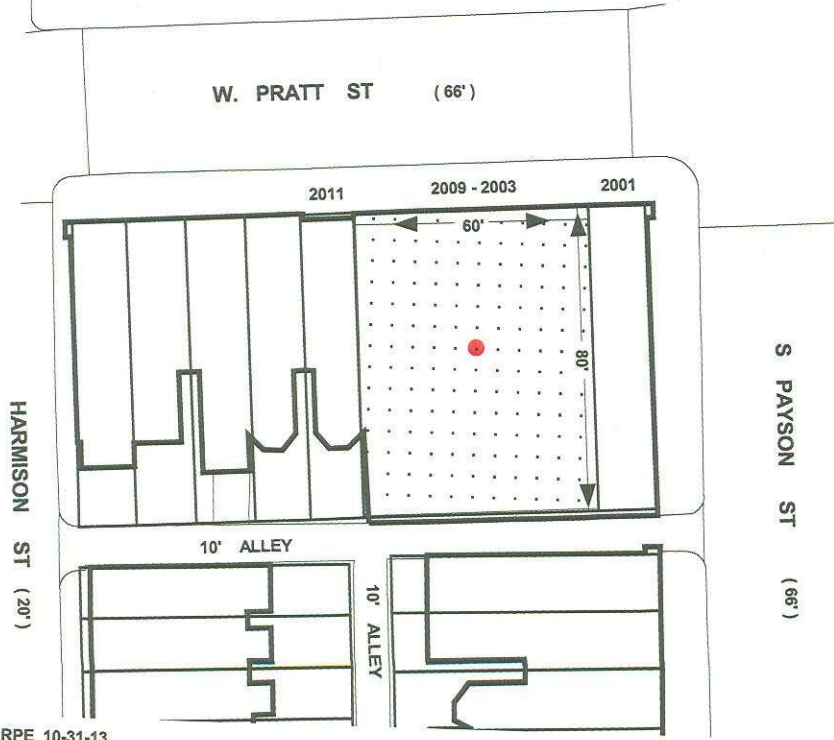 W. PRATT ST (66')
2011 2009 - 2003 2001
60'
80'
HARMISON ST (20')
S PAYSON ST (66')
10' ALLEY
10' ALLEY
RPE 10-31-13